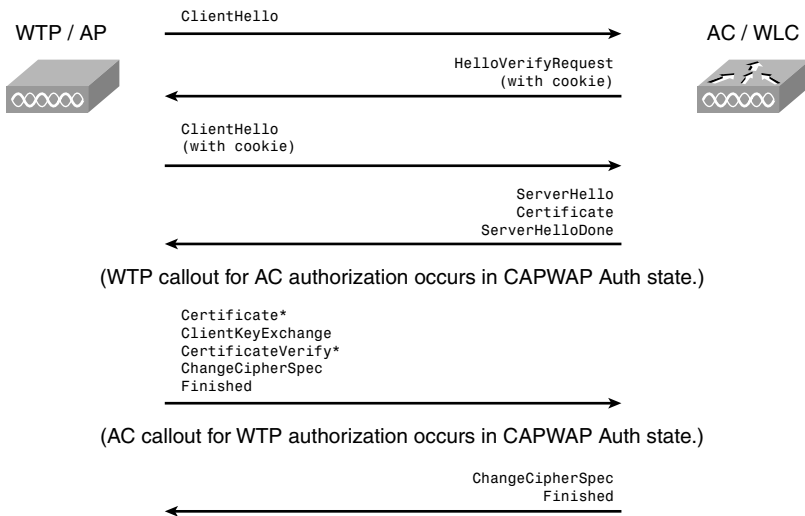 ClientHello
WTP / AP
AC / WLC
HelloVerifyRequest
(with cookie)
ClientHello
(with cookie)
ServerHello
Certificate
ServerHelloDone
(WTP callout for AC authorization occurs in CAPWAP Auth state.)
Certificate*
ClientKeyExchange
CertificateVerify*
ChangeCipherSpec
Finished
(AC callout for WTP authorization occurs in CAPWAP Auth state.)
ChangeCipherSpec
Finished